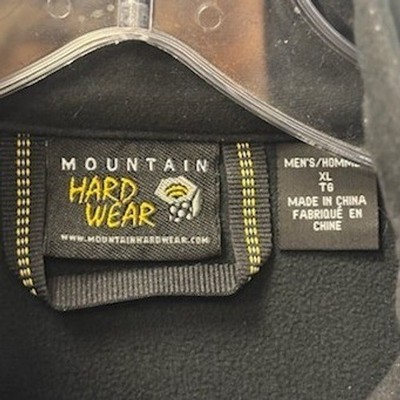 MOUNTAIN
HARD
WEAR
WWW.MOUNTAINHARDWEAR.COM
MEN'S/HOMME
XL
TG
MADE IN CHINA
FABRIQUÉ EN
CHINE